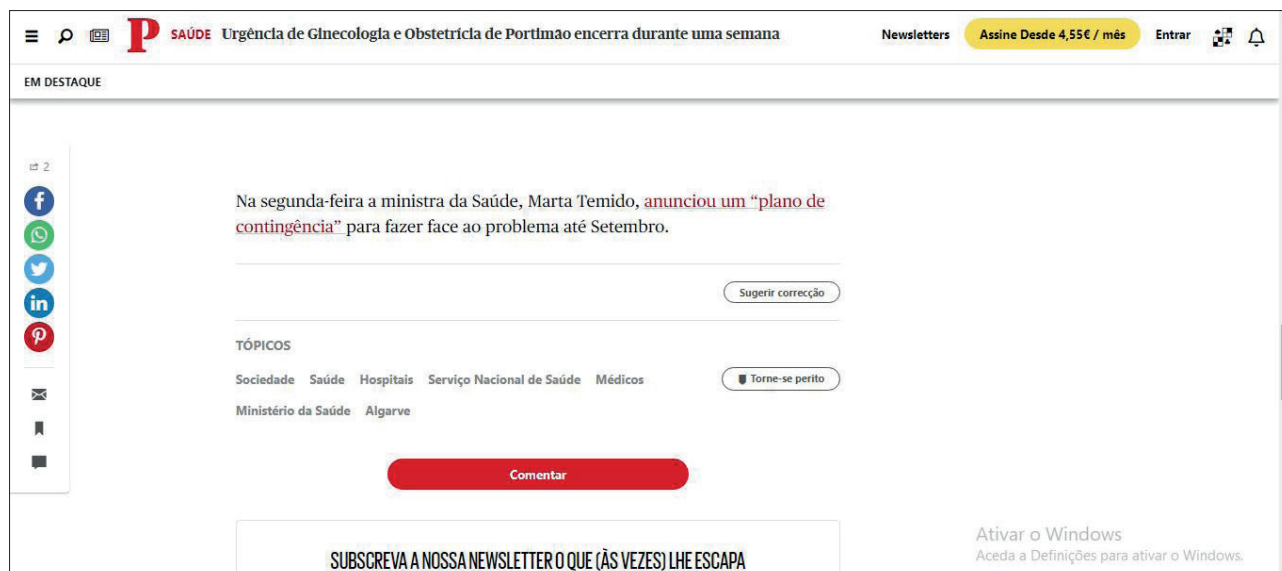 P SAÚDE Urgência de Ginecologia e Obstetrícia de Portimão encerra durante uma semana Newsletters Assine Desde 4,55€ / mês Entrar
EM DESTAQUE
2
Na segunda-feira a ministra da Saúde, Marta Temido, anunciou um “plano de
contingência” para fazer face ao problema até Setembro.
Sugerir correcção
TÓPICOS
Sociedade Saúde Hospitais Serviço Nacional de Saúde Médicos
Torne-se perito
Ministério da Saúde Algarve
Comentar
SUBSCREVA A NOSSA NEWSLETTER O QUE (ÀS VEZES) LHE ESCAPA
Ativar o Windows
Aceda a Definições para ativar o Windows.